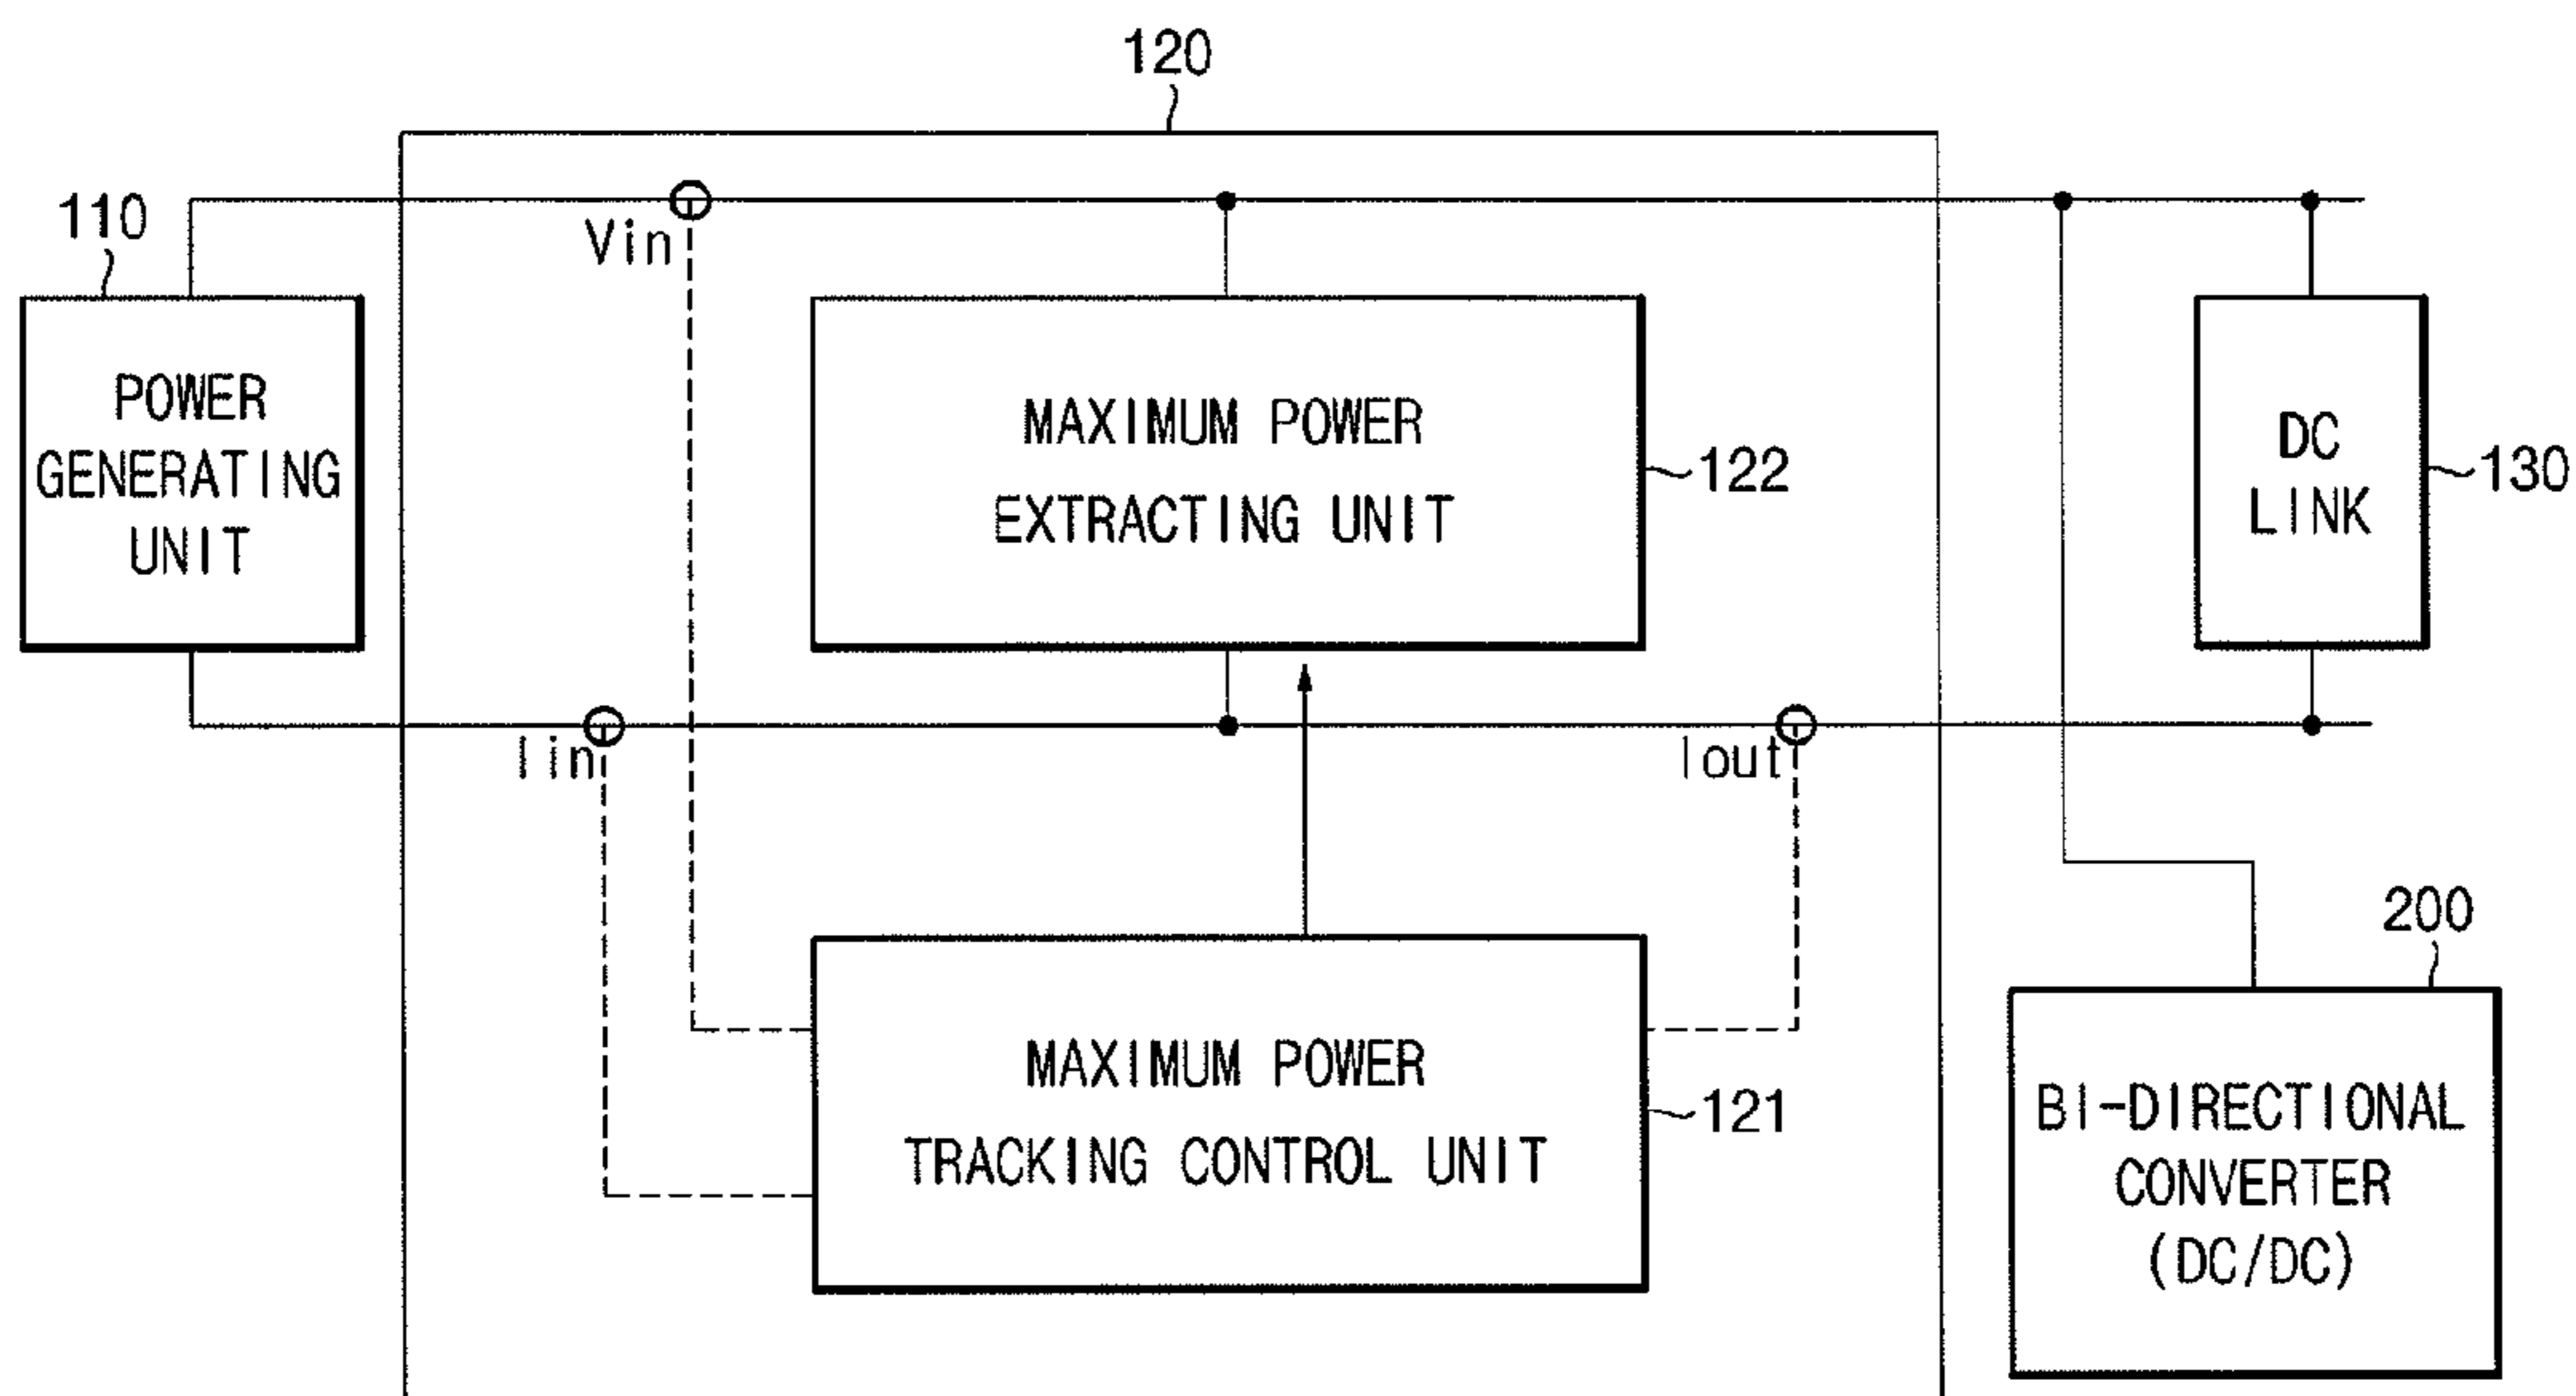 120
110
Vin
POWER
GENERATING
UNIT
MAXIMUM POWER
EXTRACTING UNIT
122
DC
LINK
130
Iin
Iout
MAXIMUM POWER
TRACKING CONTROL UNIT
121
200
BI-DIRECTIONAL
CONVERTER
(DC/DC)